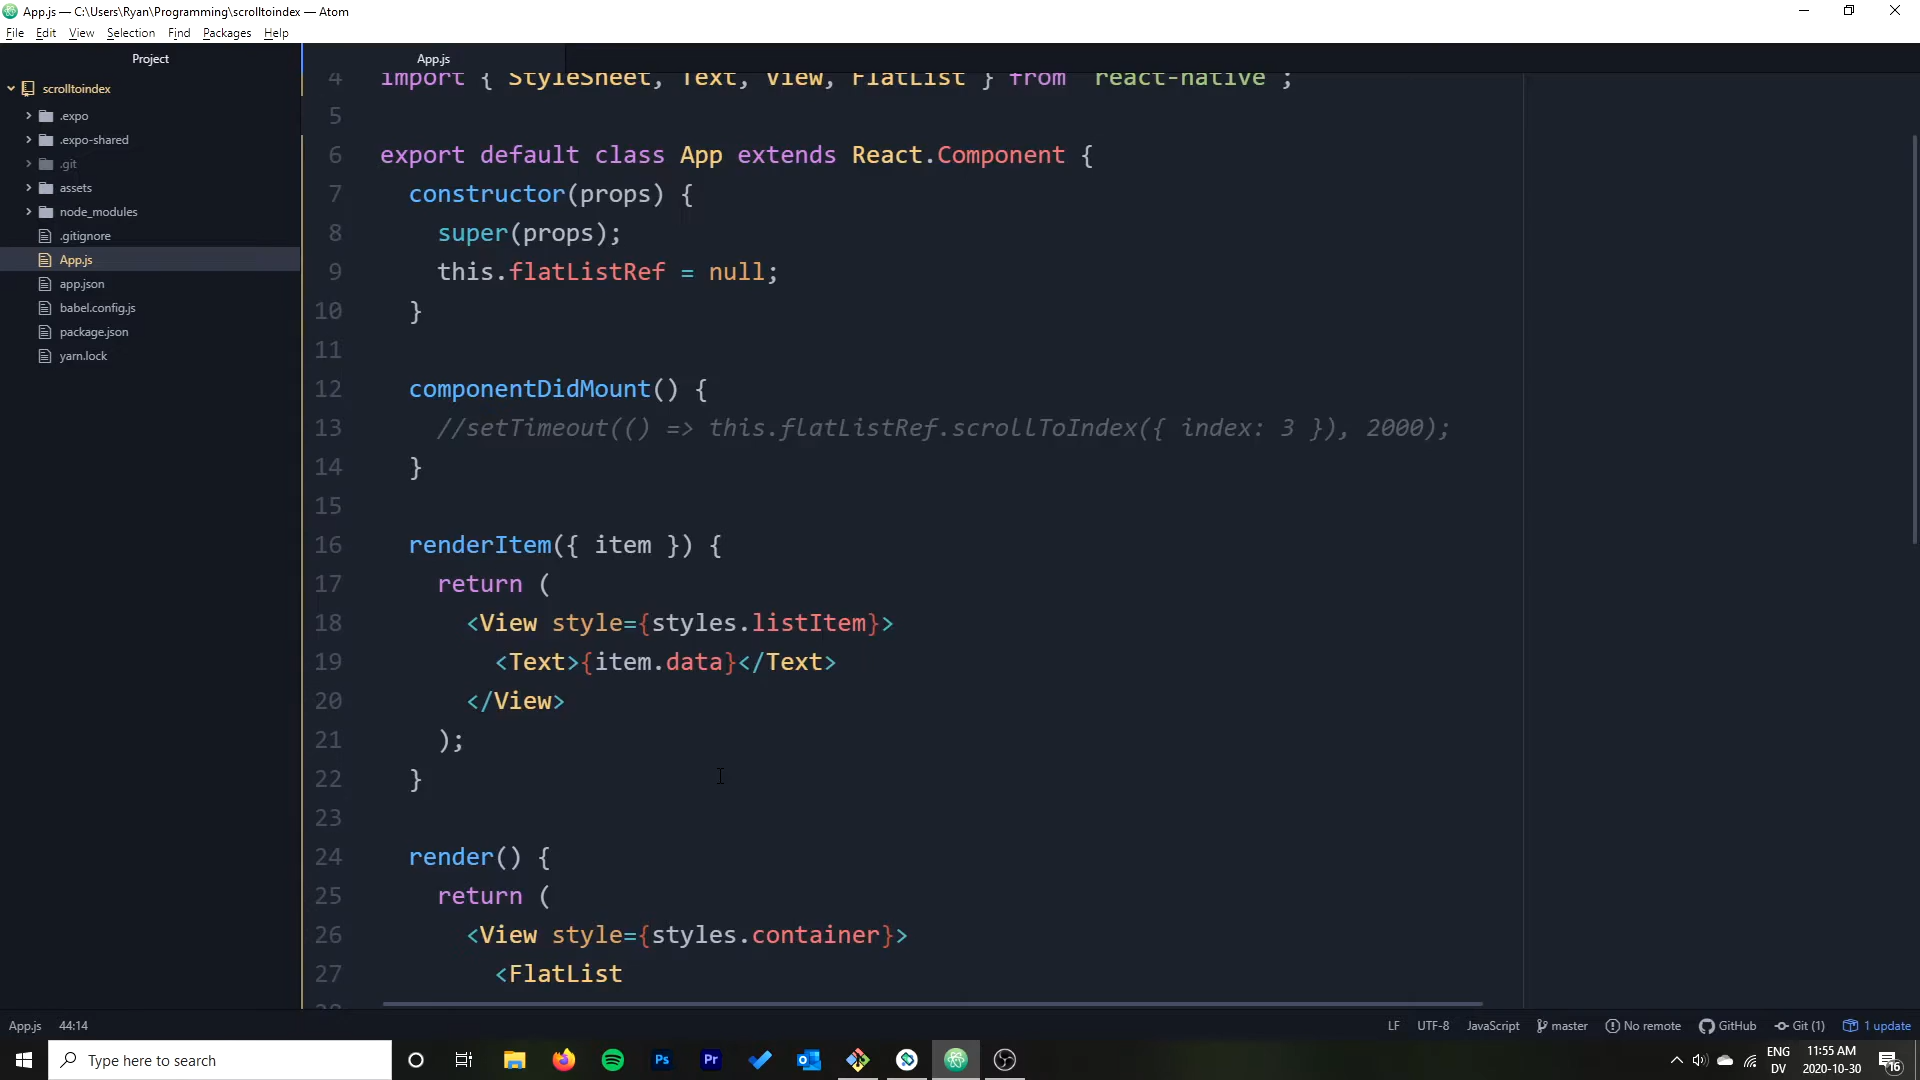 App.js — C:\Users\Ryan\Programming\scrolltoindex — Atom
File Edit View Selection Find Packages Help
Project
scrolltoindex
.expo
.expo-shared
.git
assets
node_modules
.gitignore
App.js
app.json
babel.config.js
package.json
yarn.lock
App.js
4 import { StyleSheet, Text, View, FlatList } from 'react-native';
5
6 export default class App extends React.Component {
7 constructor(props) {
8 super(props);
9 this.flatListRef = null;
10 }
11
12 componentDidMount() {
13 //setTimeout(() => this.flatListRef.scrollToIndex({ index: 3 }), 2000);
14 }
15
16 renderItem({ item }) {
17 return (
18 <View style={styles.listItem}>
19 <Text>{item.data}</Text>
20 </View>
21 );
22 }
23
24 render() {
25 return (
26 <View style={styles.container}>
27 <FlatList
App.js 44:14
LF UTF-8 JavaScript master No remote GitHub Git (1) 1 update
Type here to search
Ps
Pr
ENG
DV
11:55 AM
2020-10-30
16